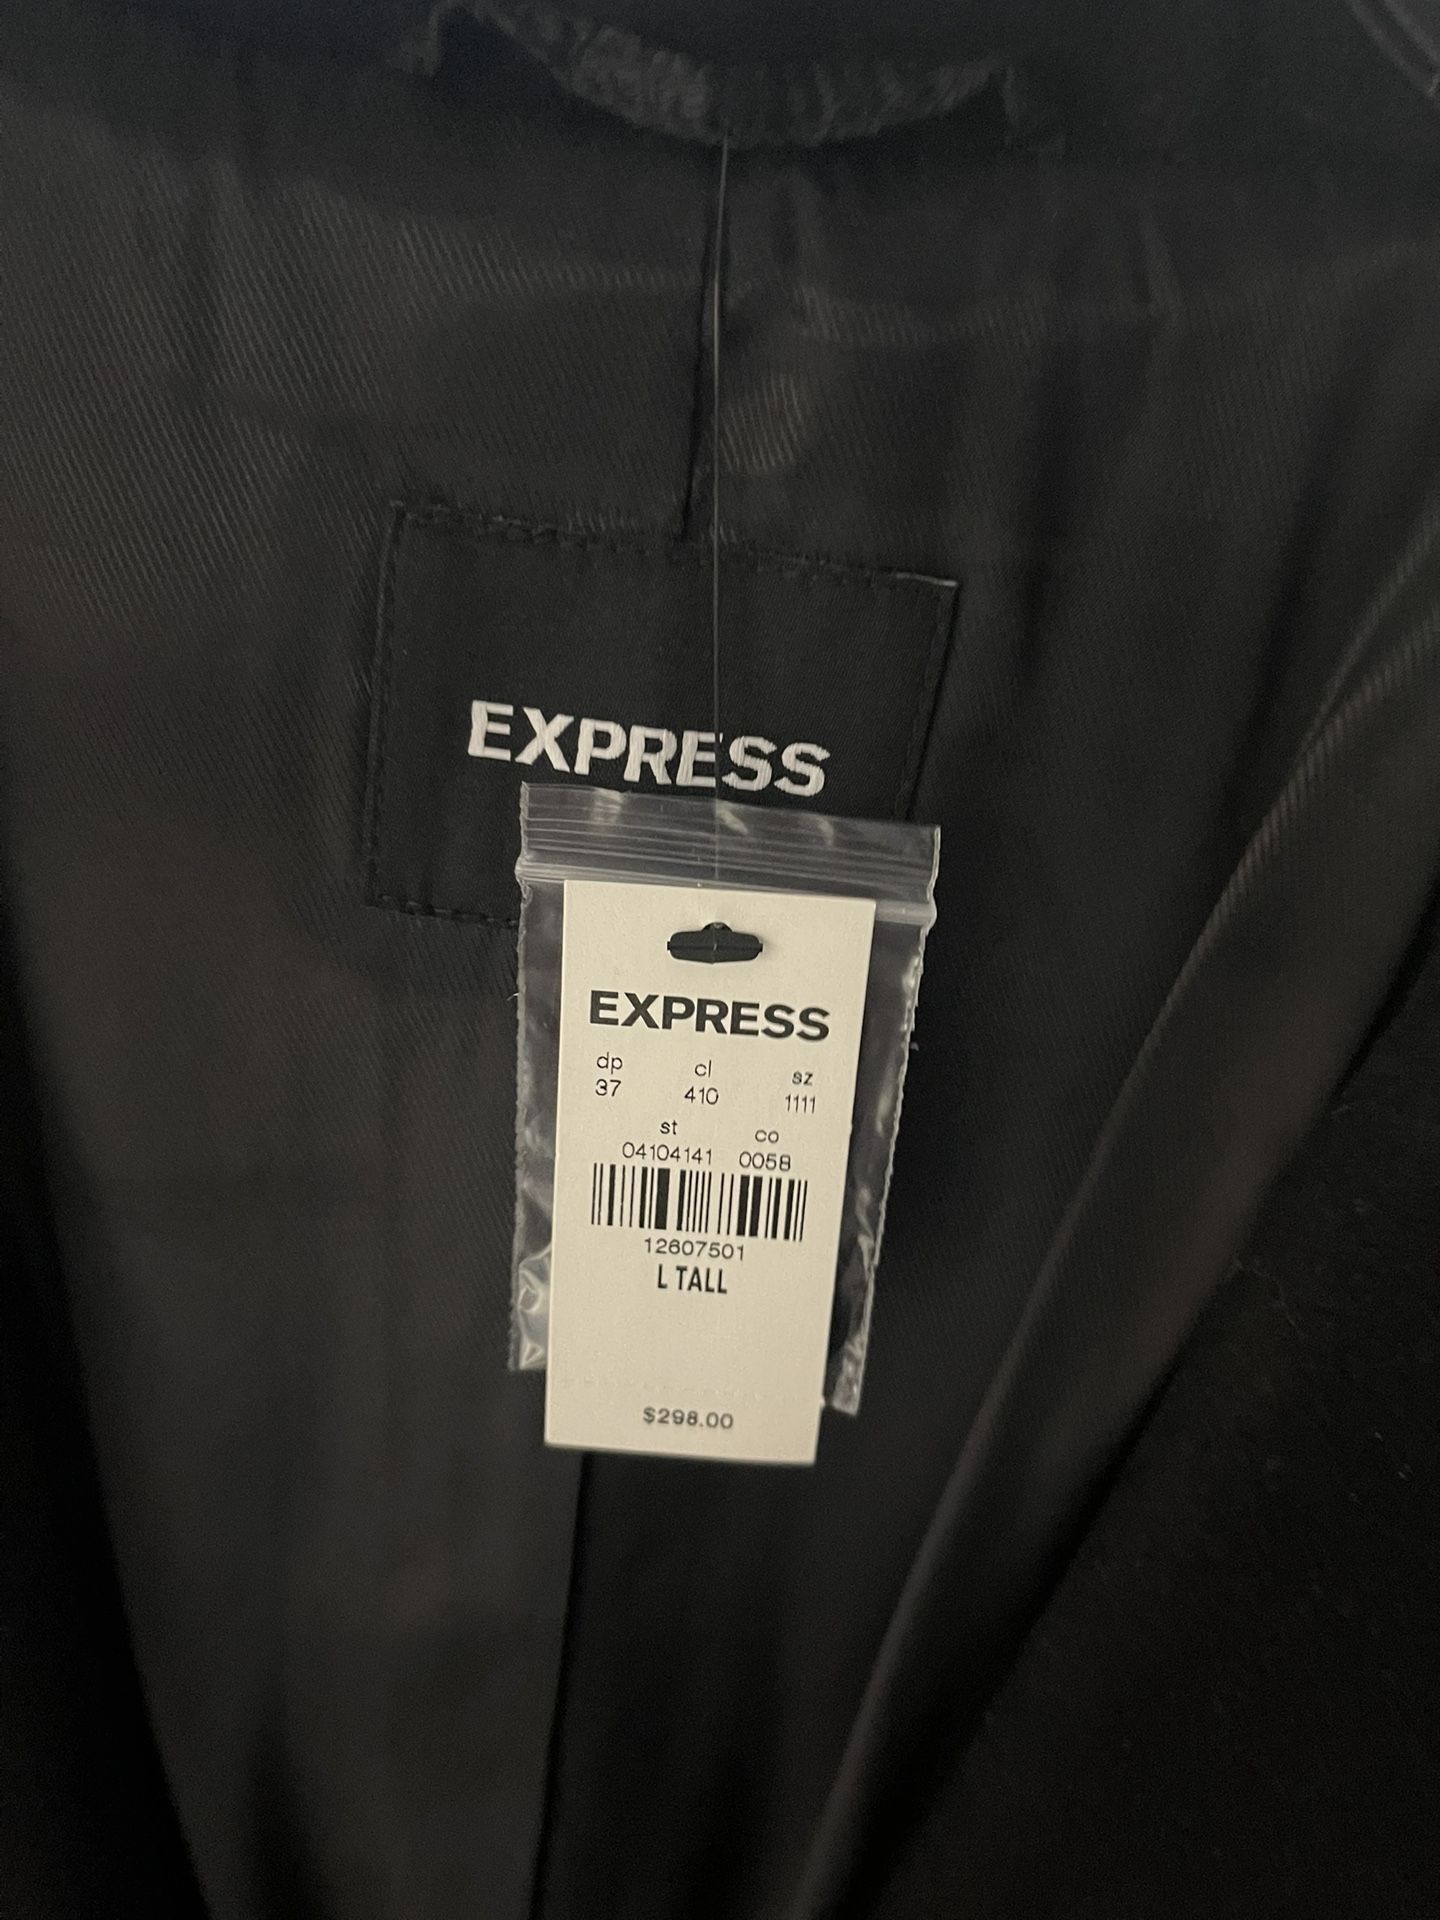 EXPRESS
EXPRESS
dp cl sz
37 410 1111
st co
04104141 0058
12607501
L TALL
$298.00